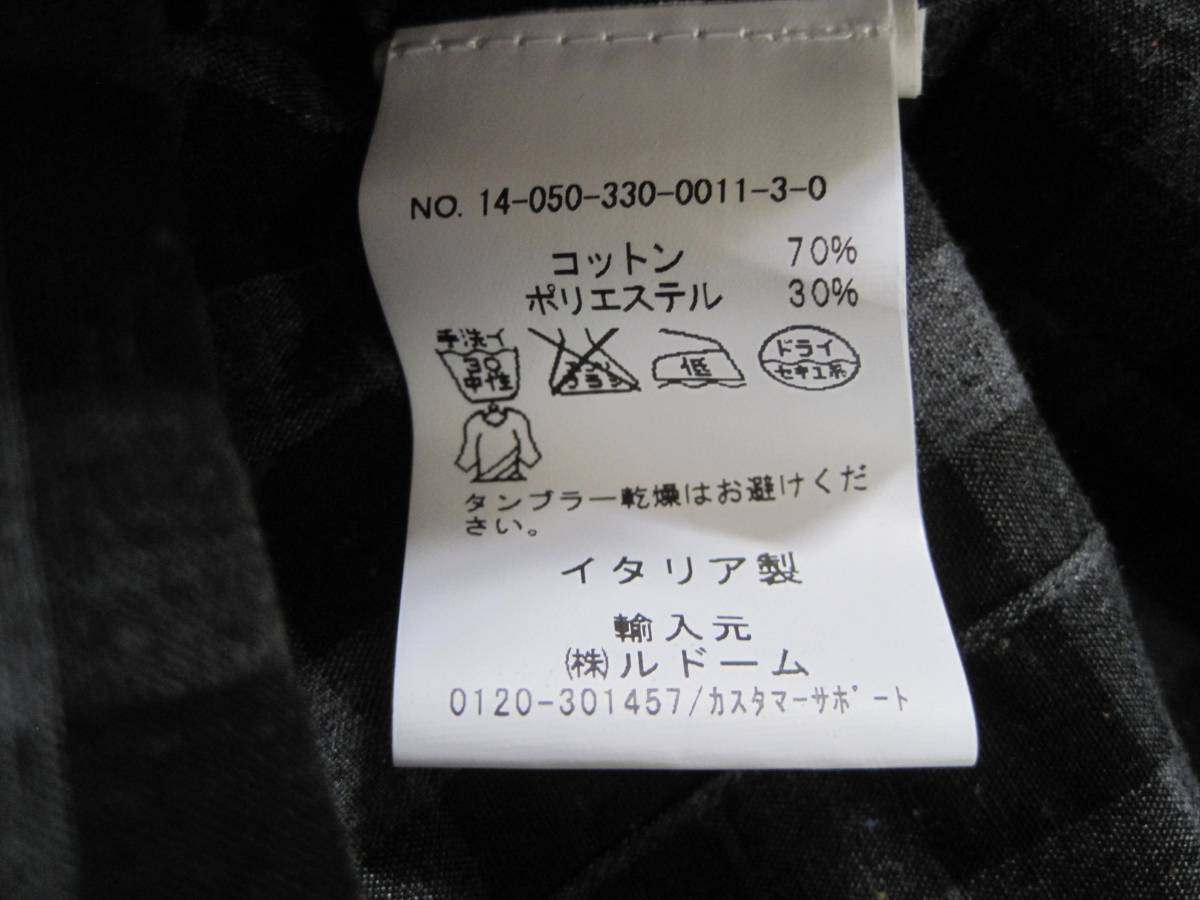 NO. 14-050-330-0011-3-0
コットン 70%
ポリエステル 30%
手洗イ
30
中性
低
ドライ
セキユ系
タンブラー乾燥はお避けくだ
さい。
イタリア製
輸入元
㈱ルドーム
0120-301457/カスタマーサポート